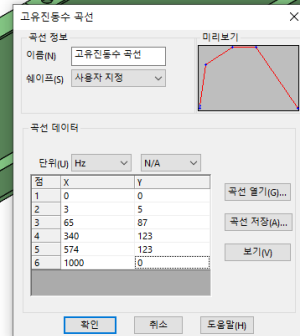 고유진동수 곡선
곡선 정보
이름(N) 고유진동수 곡선
쉐이프(S) 사용자 지정
미리보기
곡선 데이터
단위(U) Hz N/A
점 X Y
1 0 0
2 3 5
3 65 87
4 340 123
5 574 123
6 1000 0
곡선 열기(G)...
곡선 저장(A)...
보기(V)
확인 취소 도움말(H)